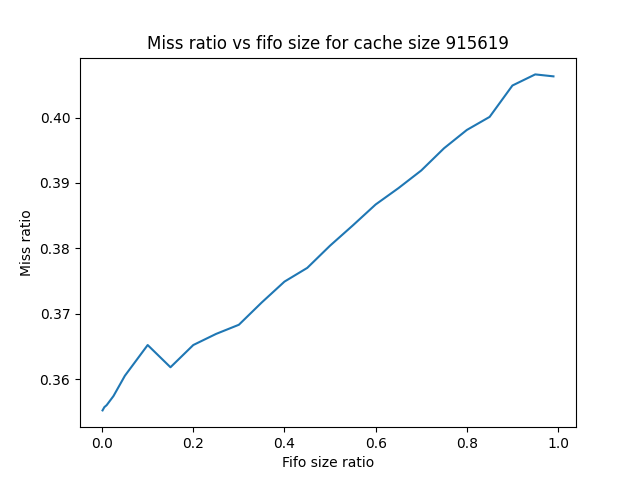 Miss ratio vs fifo size for cache size 915619
0.40
0.39
0.38
0.37
0.36
Miss ratio
0.0 0.2 0.4 0.6 0.8 1.0
Fifo size ratio